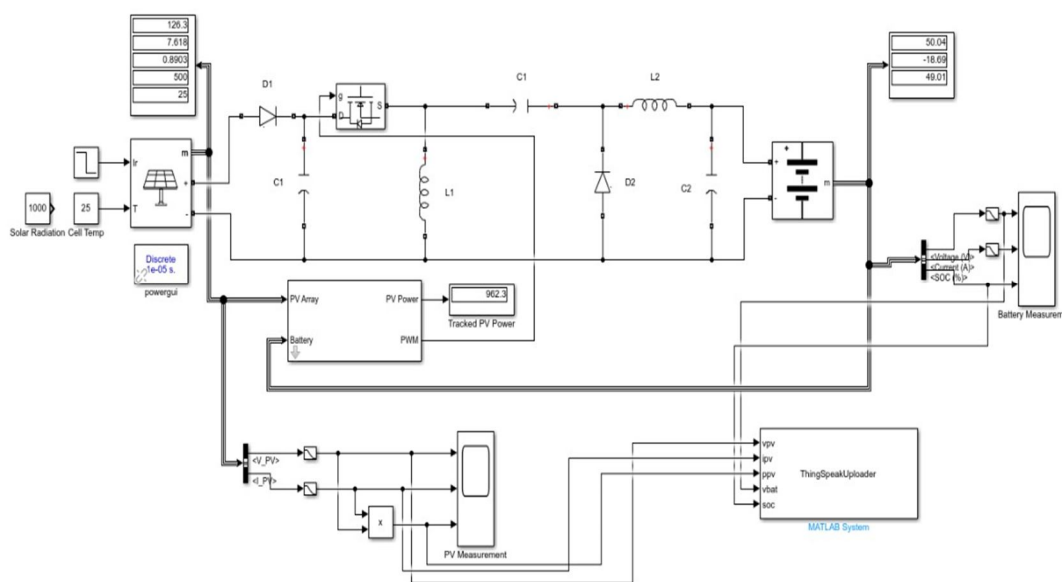 126.3
7.618
0.8903
500
25
50.04
-18.69
49.01
D1
g
D
S
C1
L2
C1
L1
D2
C2
Ir
T
m
+
-
+
+
-
m
1000
25
Solar Radiation
Cell Temp
Discrete
1e-05 s.
powergui
PV Array
Battery
PV Power
PWM
962.3
Tracked PV Power
<Voltage (V)>
<Current (A)>
<SOC (%)>
Battery Measurem
<V_PV>
<I_PV>
x
PV Measurement
vpv
ipv
ppv
vbat
soc
ThingSpeakUploader
MATLAB System